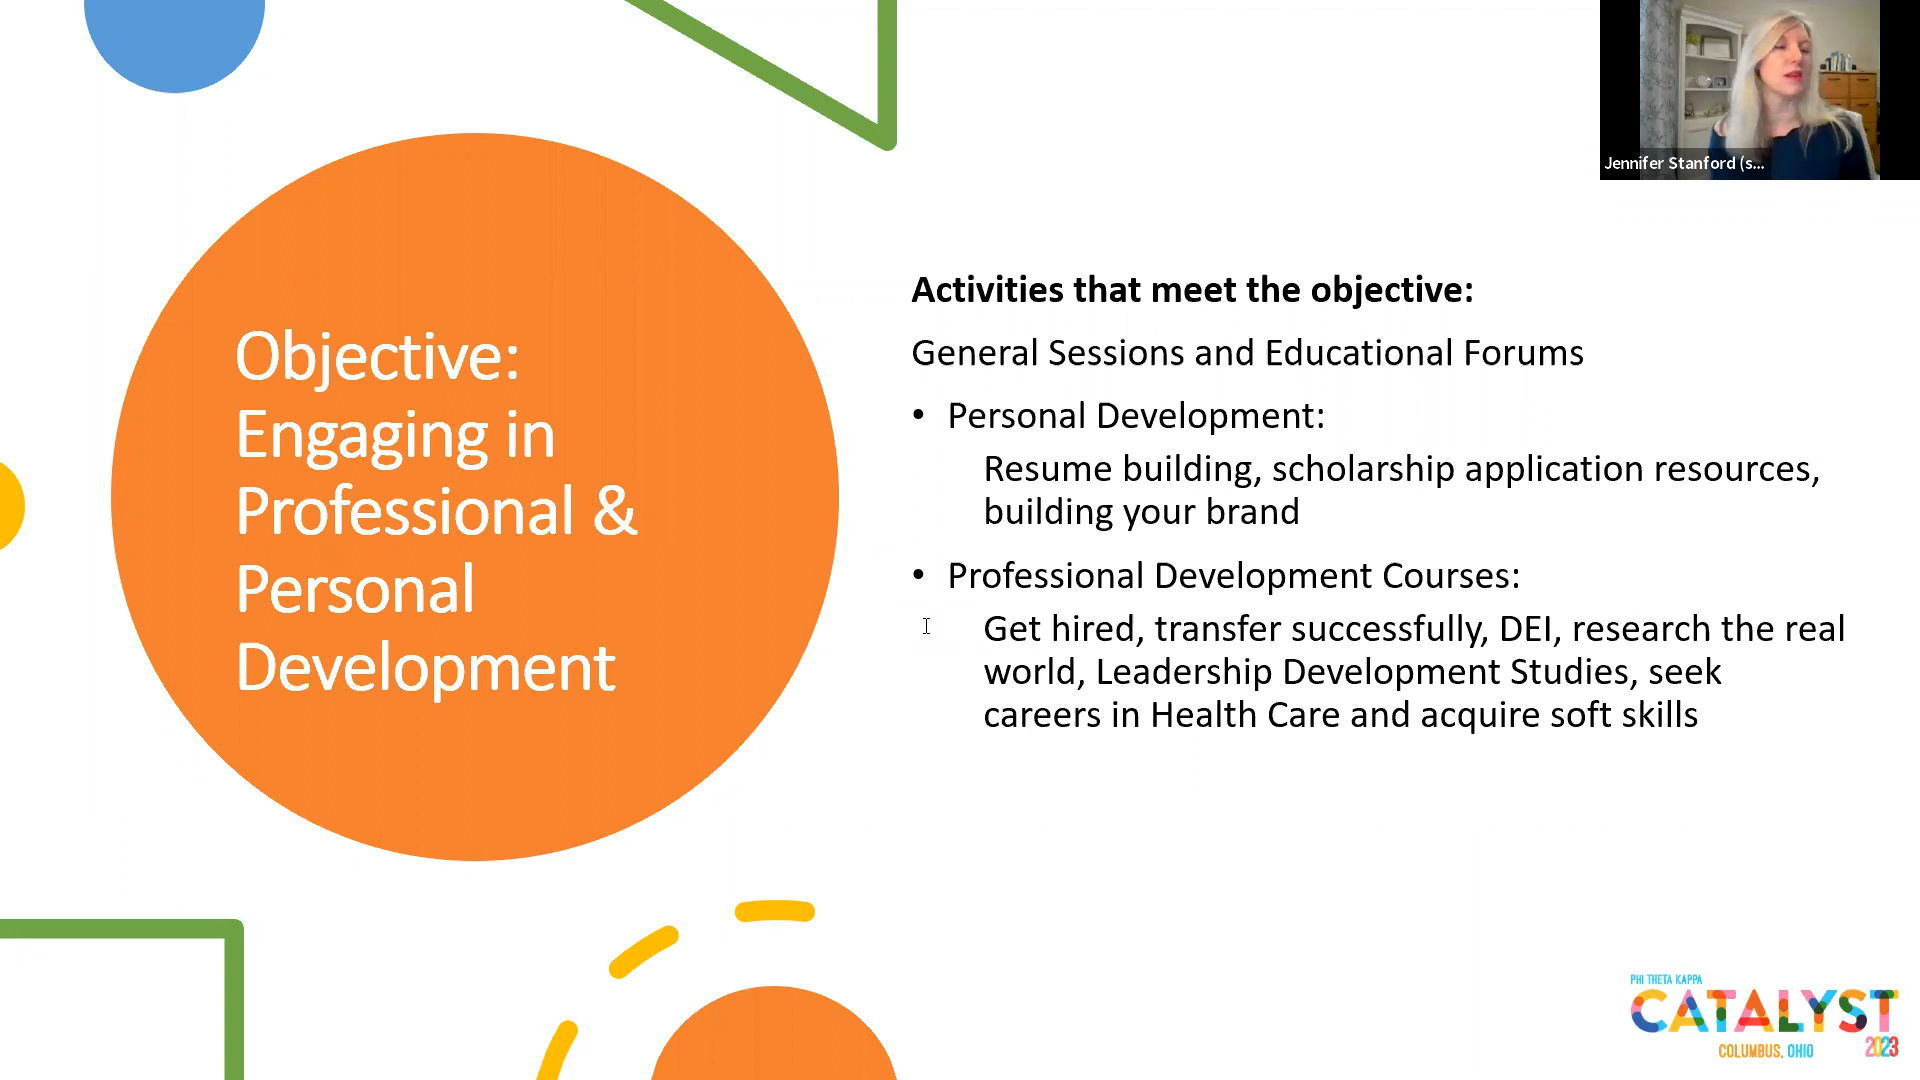 Jennifer Stanford (s...
Objective:
Engaging in
Professional &
Personal
Development
Activities that meet the objective:
General Sessions and Educational Forums
• Personal Development:
Resume building, scholarship application resources,
building your brand
• Professional Development Courses:
Get hired, transfer successfully, DEI, research the real
world, Leadership Development Studies, seek
careers in Health Care and acquire soft skills
PHI THETA KAPPA
CATALYST
COLUMBUS, OHIO 2023